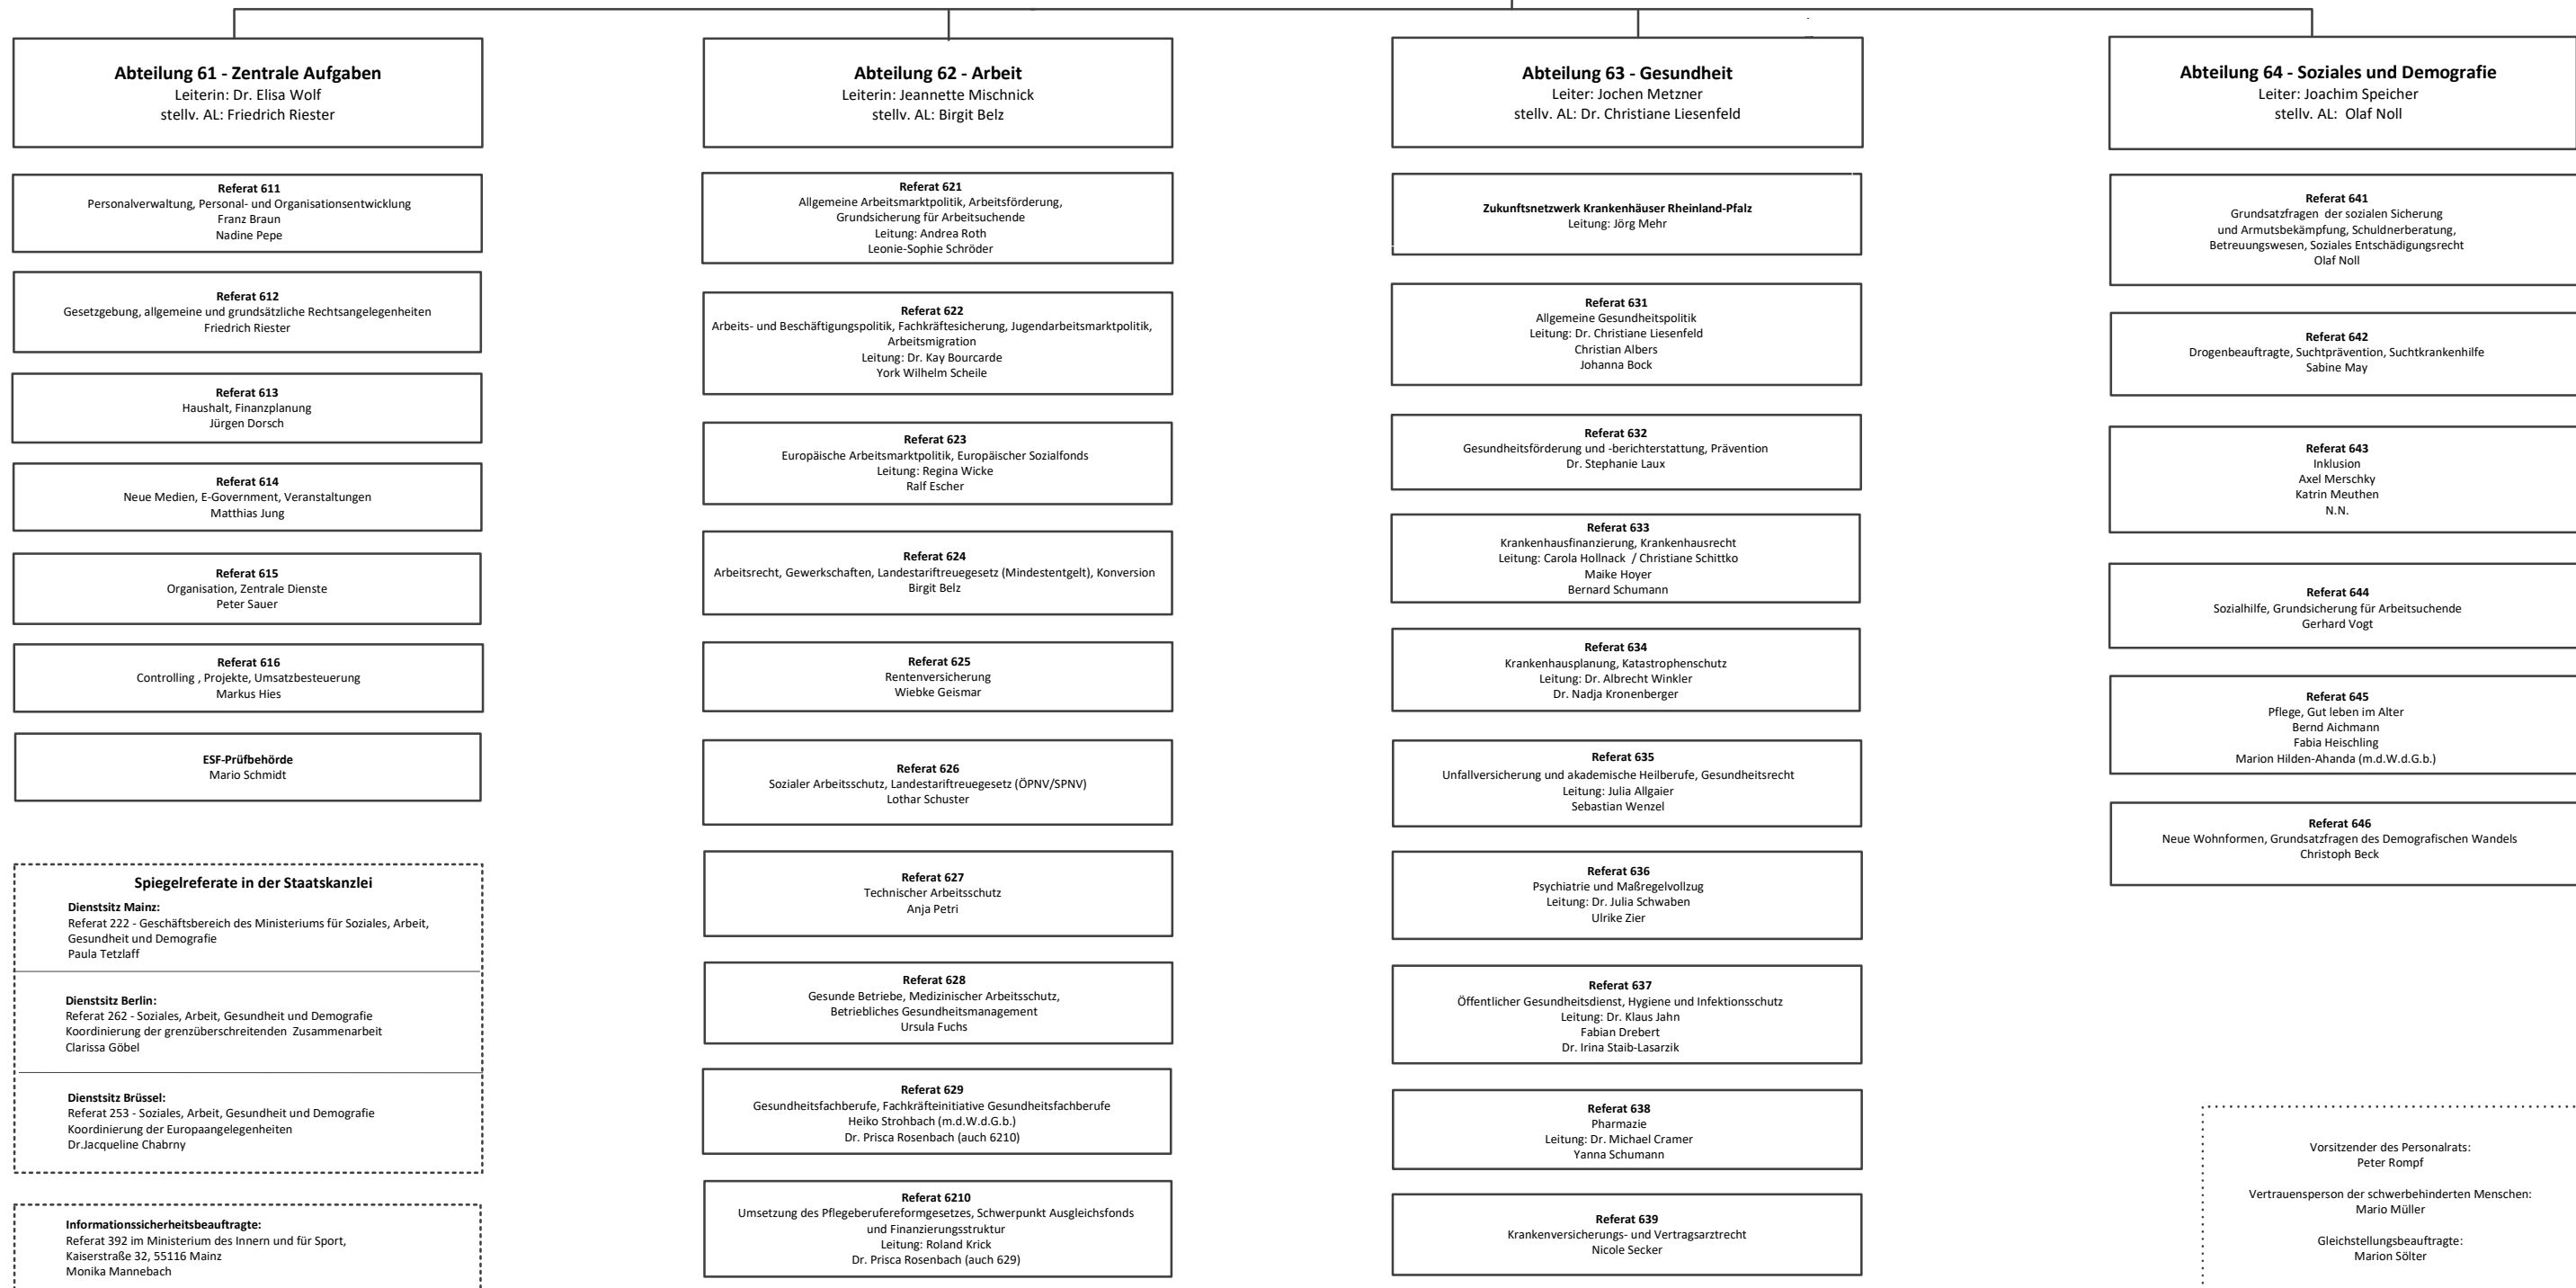 Abteilung 61 - Zentrale Aufgaben
Leiterin: Dr. Elisa Wolf
stellv. AL: Friedrich Riester
Referat 611
Personalverwaltung, Personal- und Organisationsentwicklung
Franz Braun
Nadine Pepe
Referat 612
Gesetzgebung, allgemeine und grundsätzliche Rechtsangelegenheiten
Friedrich Riester
Referat 613
Haushalt, Finanzplanung
Jürgen Dorsch
Referat 614
Neue Medien, E-Government, Veranstaltungen
Matthias Jung
Referat 615
Organisation, Zentrale Dienste
Peter Sauer
Referat 616
Controlling , Projekte, Umsatzbesteuerung
Markus Hies
ESF-Prüfbehörde
Mario Schmidt
Spiegelreferate in der Staatskanzlei
Dienstsitz Mainz:
Referat 222 - Geschäftsbereich des Ministeriums für Soziales, Arbeit,
Gesundheit und Demografie
Paula Tetzlaff
Dienstsitz Berlin:
Referat 262 - Soziales, Arbeit, Gesundheit und Demografie
Koordinierung der grenzüberschreitenden  Zusammenarbeit
Clarissa Göbel
Dienstsitz Brüssel:
Referat 253 - Soziales, Arbeit, Gesundheit und Demografie
Koordinierung der Europaangelegenheiten
Dr.Jacqueline Chabrny
Informationssicherheitsbeauftragte:
Referat 392 im Ministerium des Innern und für Sport,
Kaiserstraße 32, 55116 Mainz
Monika Mannebach
Abteilung 62 - Arbeit
Leiterin: Jeannette Mischnick
stellv. AL: Birgit Belz
Referat 621
Allgemeine Arbeitsmarktpolitik, Arbeitsförderung,
Grundsicherung für Arbeitsuchende
Leitung: Andrea Roth
Leonie-Sophie Schröder
Referat 622
Arbeits- und Beschäftigungspolitik, Fachkräftesicherung, Jugendarbeitsmarktpolitik,
Arbeitsmigration
Leitung: Dr. Kay Bourcarde
York Wilhelm Scheile
Referat 623
Europäische Arbeitsmarktpolitik, Europäischer Sozialfonds
Leitung: Regina Wicke
Ralf Escher
Referat 624
Arbeitsrecht, Gewerkschaften, Landestariftreuegesetz (Mindestentgelt), Konversion
Birgit Belz
Referat 625
Rentenversicherung
Wiebke Geismar
Referat 626
Sozialer Arbeitsschutz, Landestariftreuegesetz (ÖPNV/SPNV)
Lothar Schuster
Referat 627
Technischer Arbeitsschutz
Anja Petri
Referat 628
Gesunde Betriebe, Medizinischer Arbeitsschutz,
Betriebliches Gesundheitsmanagement
Ursula Fuchs
Referat 629
Gesundheitsfachberufe, Fachkräfteinitiative Gesundheitsfachberufe
Heiko Strohbach (m.d.W.d.G.b.)
Dr. Prisca Rosenbach (auch 6210)
Referat 6210
Umsetzung des Pflegeberufereformgesetzes, Schwerpunkt Ausgleichsfonds
und Finanzierungsstruktur
Leitung: Roland Krick
Dr. Prisca Rosenbach (auch 629)
Abteilung 63 - Gesundheit
Leiter: Jochen Metzner
stellv. AL: Dr. Christiane Liesenfeld
Zukunftsnetzwerk Krankenhäuser Rheinland-Pfalz
Leitung: Jörg Mehr
Referat 631
Allgemeine Gesundheitspolitik
Leitung: Dr. Christiane Liesenfeld
Christian Albers
Johanna Bock
Referat 632
Gesundheitsförderung und -berichterstattung, Prävention
Dr. Stephanie Laux
Referat 633
Krankenhausfinanzierung, Krankenhausrecht
Leitung: Carola Hollnack  / Christiane Schittko
Maike Hoyer
Bernard Schumann
Referat 634
Krankenhausplanung, Katastrophenschutz
Leitung: Dr. Albrecht Winkler
Dr. Nadja Kronenberger
Referat 635
Unfallversicherung und akademische Heilberufe, Gesundheitsrecht
Leitung: Julia Allgaier
Sebastian Wenzel
Referat 636
Psychiatrie und Maßregelvollzug
Leitung: Dr. Julia Schwaben
Ulrike Zier
Referat 637
Öffentlicher Gesundheitsdienst, Hygiene und Infektionsschutz
Leitung: Dr. Klaus Jahn
Fabian Drebert
Dr. Irina Staib-Lasarzik
Referat 638
Pharmazie
Leitung: Dr. Michael Cramer
Yanna Schumann
Referat 639
Krankenversicherungs- und Vertragsarztrecht
Nicole Secker
Abteilung 64 - Soziales und Demografie
Leiter: Joachim Speicher
stellv. AL:  Olaf Noll
Referat 641
Grundsatzfragen  der sozialen Sicherung
und Armutsbekämpfung, Schuldnerberatung,
Betreuungswesen, Soziales Entschädigungsrecht
Olaf Noll
Referat 642
Drogenbeauftragte, Suchtprävention, Suchtkrankenhilfe
Sabine May
Referat 643
Inklusion
Axel Merschky
Katrin Meuthen
N.N.
Referat 644
Sozialhilfe, Grundsicherung für Arbeitsuchende
Gerhard Vogt
Referat 645
Pflege, Gut leben im Alter
Bernd Aichmann
Fabia Heischling
Marion Hilden-Ahanda (m.d.W.d.G.b.)
Referat 646
Neue Wohnformen, Grundsatzfragen des Demografischen Wandels
Christoph Beck
Vorsitzender des Personalrats:
Peter Rompf
Vertrauensperson der schwerbehinderten Menschen:
Mario Müller
Gleichstellungsbeauftragte:
Marion Sölter